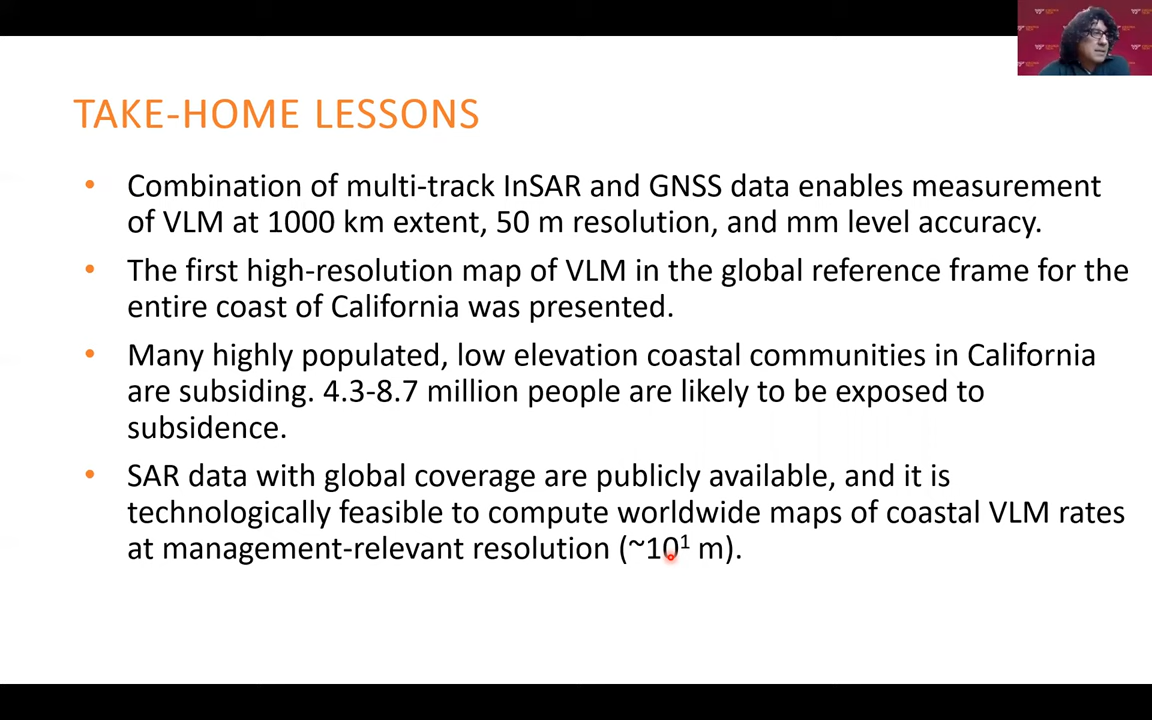 TAKE-HOME LESSONS
• Combination of multi-track InSAR and GNSS data enables measurement
of VLM at 1000 km extent, 50 m resolution, and mm level accuracy.
• The first high-resolution map of VLM in the global reference frame for the
entire coast of California was presented.
• Many highly populated, low elevation coastal communities in California
are subsiding. 4.3-8.7 million people are likely to be exposed to
subsidence.
• SAR data with global coverage are publicly available, and it is
technologically feasible to compute worldwide maps of coastal VLM rates
at management-relevant resolution (~10¹ m).